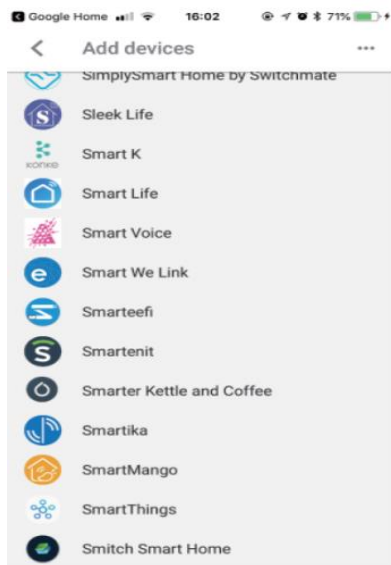 Google Home 16:02 71%
Add devices
SimplySmart Home by Switchmate
Sleek Life
KONKE Smart K
Smart Life
Smart Voice
Smart We Link
Smarteefi
Smartenit
Smarter Kettle and Coffee
Smartika
SmartMango
SmartThings
Smitch Smart Home